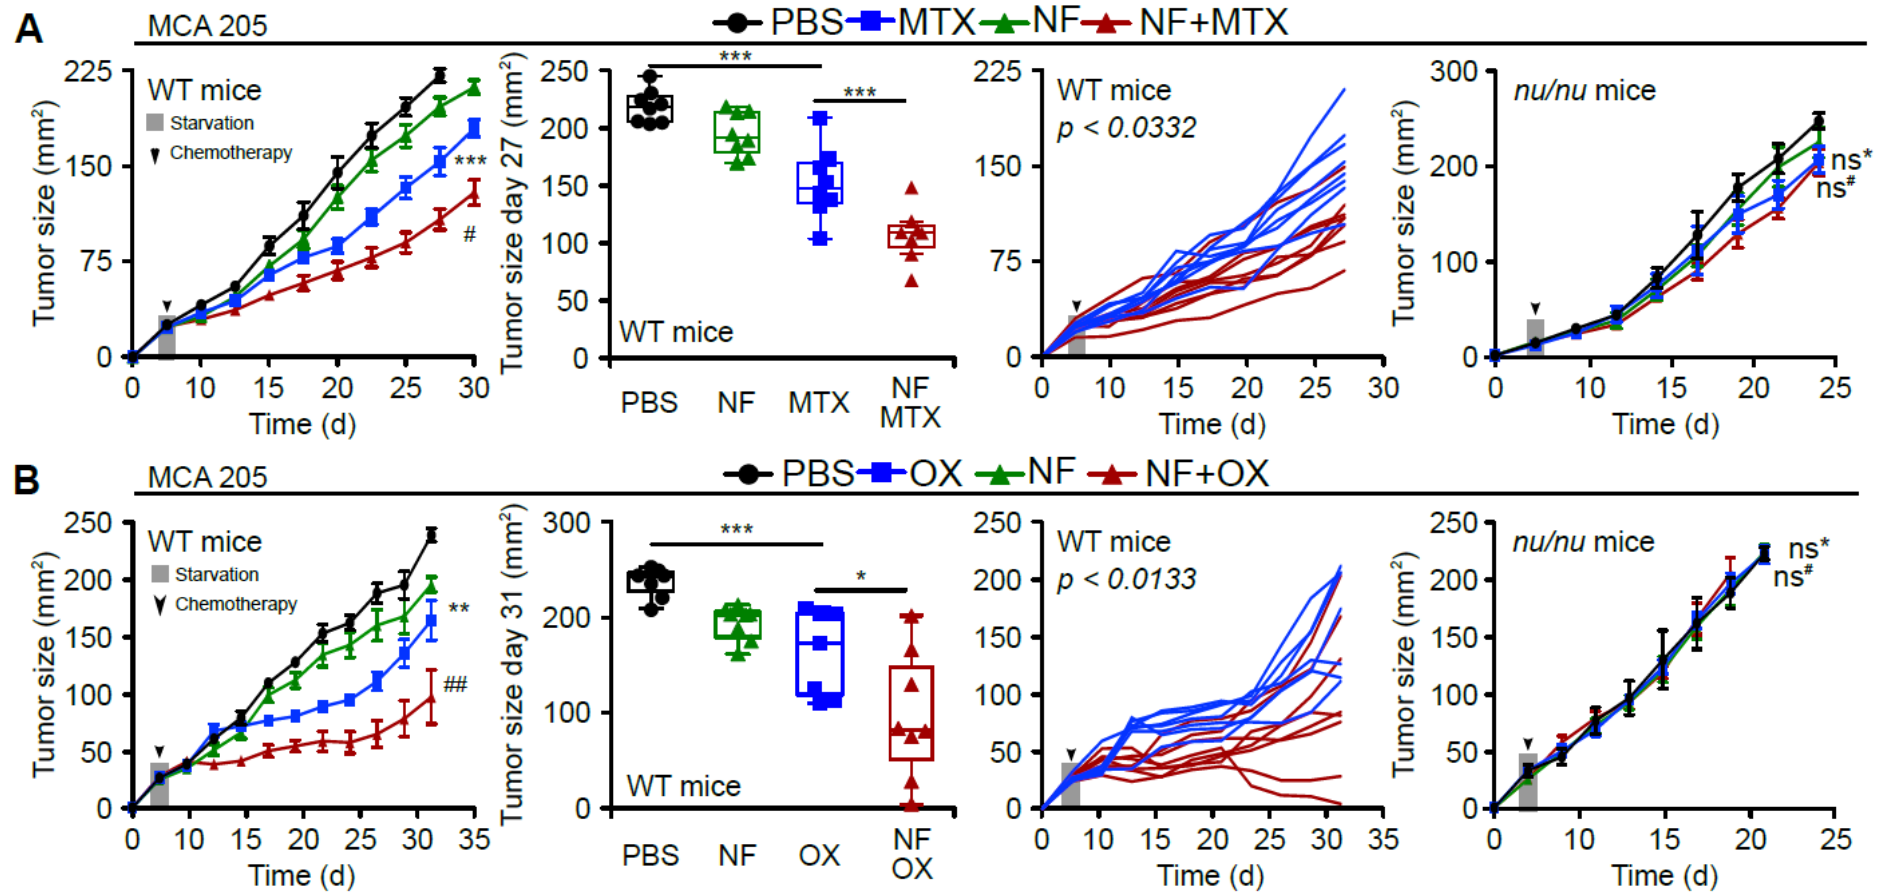 A
MCA 205
PBS MTX NF NF+MTX
Tumor size (mm²)
225
150
75
0
WT mice
Starvation
Chemotherapy
***
#
0 10 15 20 25 30
Time (d)
Tumor size day 27 (mm²)
250
200
150
100
50
0
***
***
WT mice
PBS NF MTX NF MTX
225
150
75
0
WT mice
p < 0.0332
0 10 15 20 25 30
Time (d)
Tumor size (mm²)
300
200
100
0
nu/nu mice
ns*
ns#
0 10 15 20 25
Time (d)
B
MCA 205
PBS OX NF NF+OX
Tumor size (mm²)
250
200
150
100
50
0
WT mice
Starvation
Chemotherapy
**
##
0 10 15 20 25 30 35
Time (d)
Tumor size day 31 (mm²)
300
200
100
0
***
*
WT mice
PBS NF OX NF OX
250
200
150
100
50
0
WT mice
p < 0.0133
0 10 15 20 25 30 35
Time (d)
Tumor size (mm²)
250
200
150
100
50
0
nu/nu mice
ns*
ns#
0 10 15 20 25
Time (d)